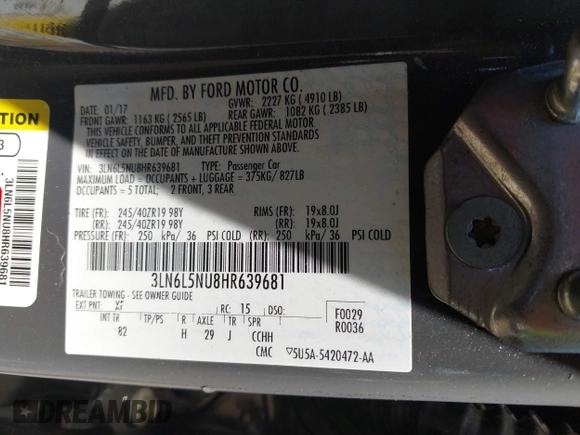 MFD. BY FORD MOTOR CO.
DATE: 01/17 GVWR: 2227 KG ( 4910 LB)
FRONT GAWR: 1163 KG ( 2565 LB) REAR GAWR: 1082 KG ( 2385 LB)
THIS VEHICLE CONFORMS TO ALL APPLICABLE FEDERAL MOTOR
VEHICLE SAFETY, BUMPER, AND THEFT PREVENTION STANDARDS
IN EFFECT ON THE DATE OF MANUFACTURE SHOWN ABOVE.
VIN: 3LN6L5NU8HR639681 TYPE: Passenger Car
MAXIMUM LOAD = OCCUPANTS + LUGGAGE = 375KG/ 827LB
OCCUPANTS = 5 TOTAL, 2 FRONT, 3 REAR
TIRE (FR): 245/40ZR19 98Y RIMS (FR): 19x8.0J
(RR): 245/40ZR19 98Y (RR): 19x8.0J
PRESSURE (FR): 250 kPa/ 36 PSI COLD (RR): 250 kPa/ 36 PSI COLD
3LN6L5NU8HR639681
TRAILER TOWING – SEE OWNER GUIDE
EXT PNT: XF RC: 15 DSO: F0029
INT TR TP/PS R AXLE TR SPR R0036
82 H 29 J CCHH
CMC ▽5U5A-5420472-AA
TION
3
3LN6L5NU8HR639681
DREAMBID